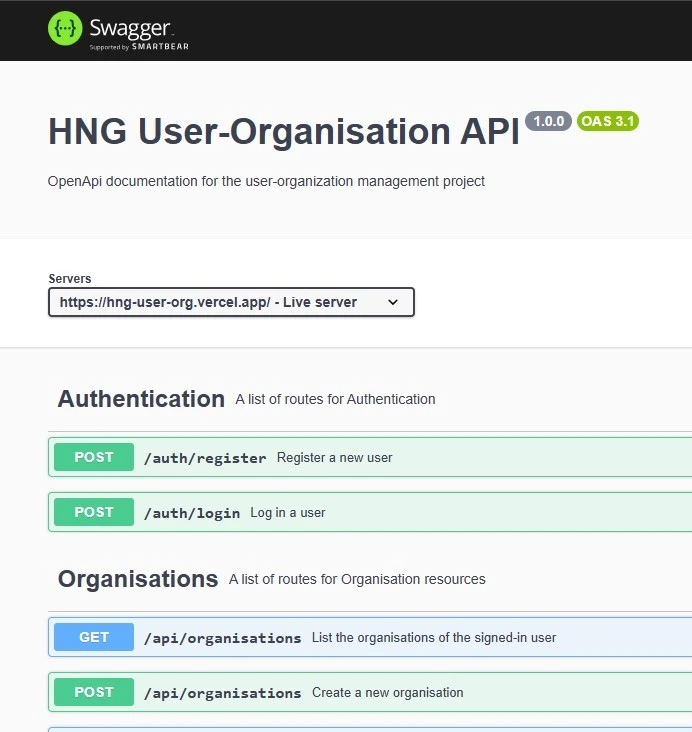 Swagger
Supported by SMARTBEAR
HNG User-Organisation API 1.0.0 OAS 3.1
OpenApi documentation for the user-organization management project
Servers
https://hng-user-org.vercel.app/ - Live server
Authentication A list of routes for Authentication
POST /auth/register Register a new user
POST /auth/login Log in a user
Organisations A list of routes for Organisation resources
GET /api/organisations List the organisations of the signed-in user
POST /api/organisations Create a new organisation